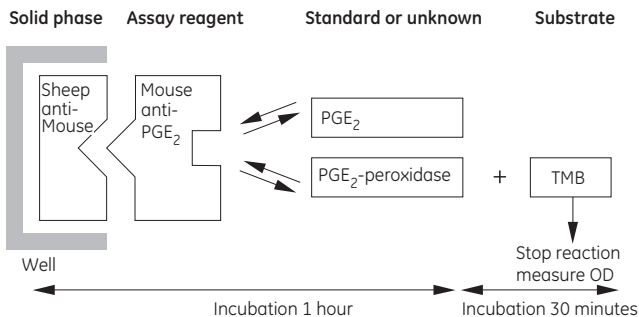 Solid phase Assay reagent Standard or unknown Substrate
Sheep
anti-
Mouse
Mouse
anti-
PGE2
PGE2
PGE2-peroxidase
+
TMB
Stop reaction
measure OD
Well
Incubation 1 hour
Incubation 30 minutes